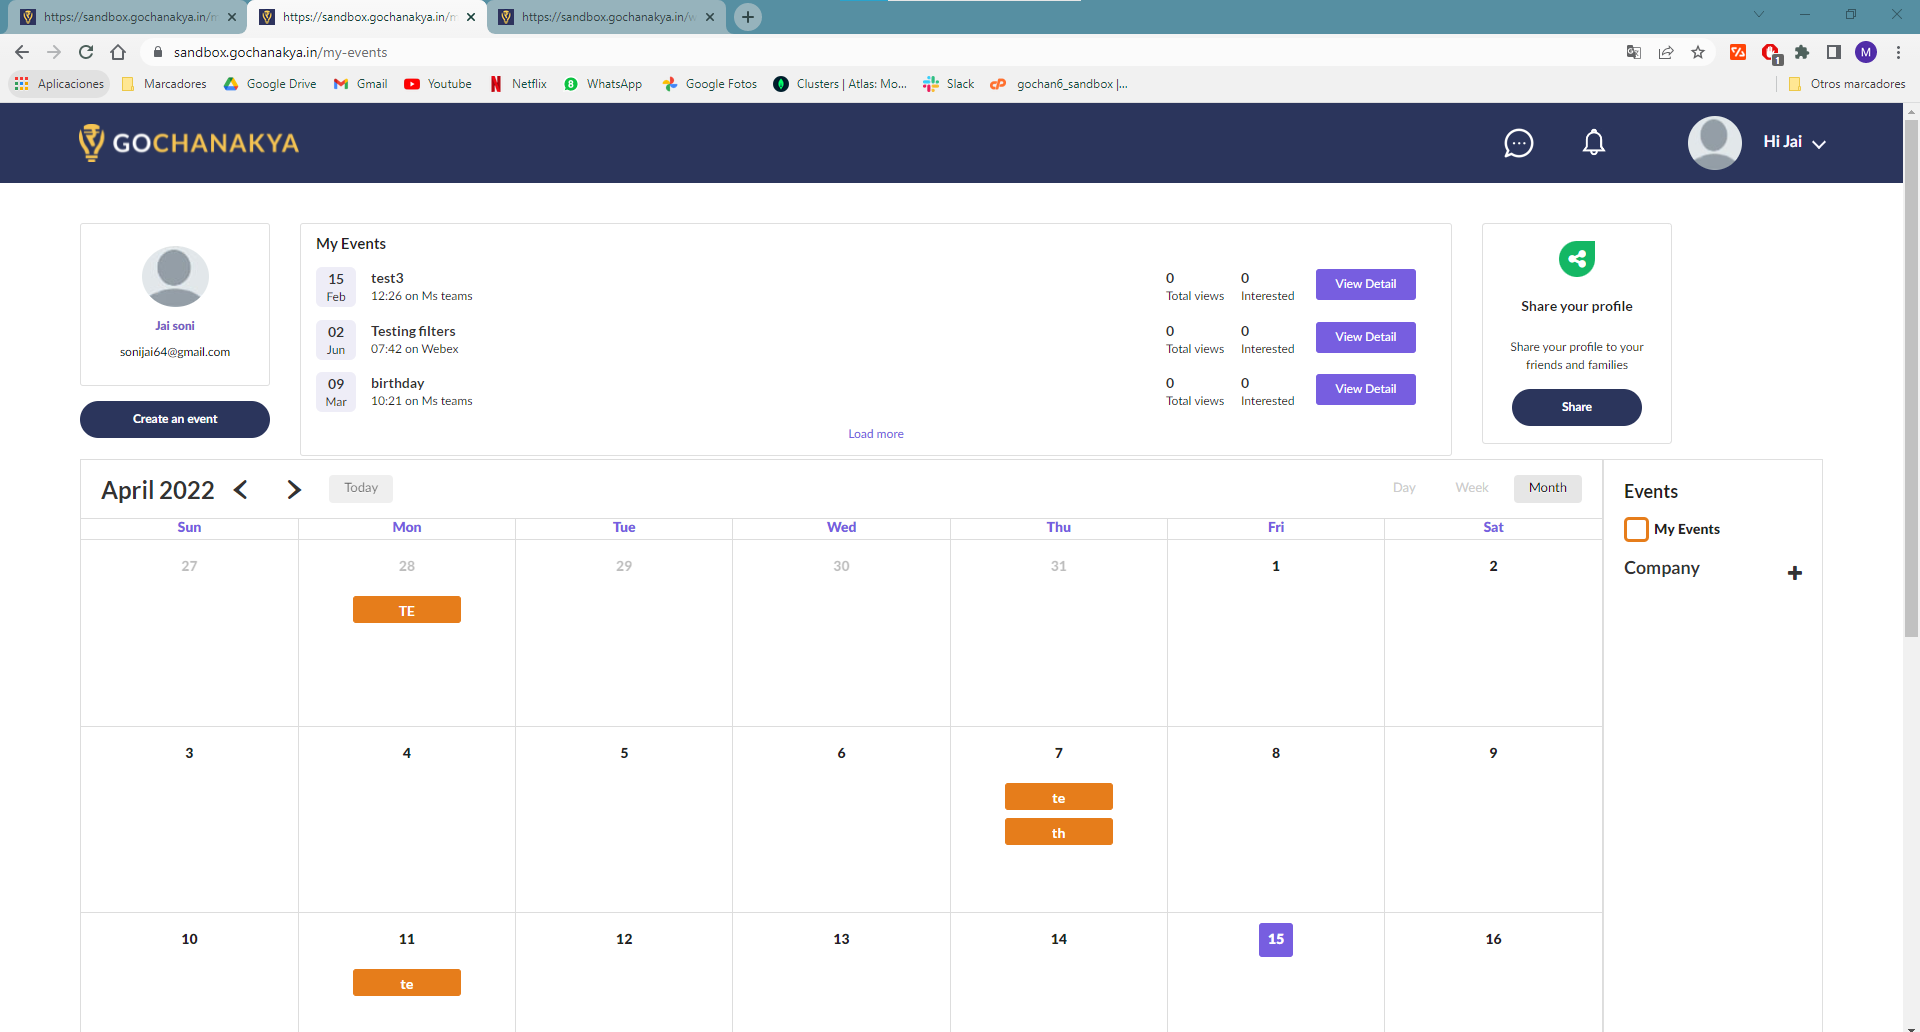 https://sandbox.gochanakya.in/m
https://sandbox.gochanakya.in/m
https://sandbox.gochanakya.in/w
sandbox.gochanakya.in/my-events
1
M
Aplicaciones Marcadores Google Drive Gmail Youtube Netflix WhatsApp Google Fotos Clusters | Atlas: Mo... Slack gochan6_sandbox |... Otros marcadores
GOCHANAKYA
Hi Jai
Jai soni
sonijai64@gmail.com
Create an event
My Events
15 Feb
test3
12:26 on Ms teams
0 Total views
0 Interested
View Detail
02 Jun
Testing filters
07:42 on Webex
0 Total views
0 Interested
View Detail
09 Mar
birthday
10:21 on Ms teams
0 Total views
0 Interested
View Detail
Load more
Share your profile
Share your profile to your
friends and families
Share
April 2022
Today
Day Week Month
Sun Mon Tue Wed Thu Fri Sat
27 28 29 30 31 1 2
TE
3 4 5 6 7 8 9
te
th
10 11 12 13 14 15 16
te
Events
My Events
Company